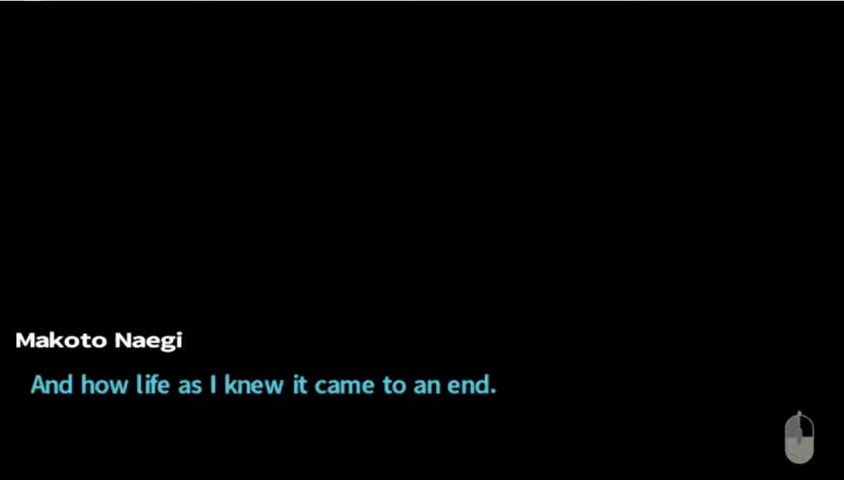 Makoto Naegi
And how life as I knew it came to an end.